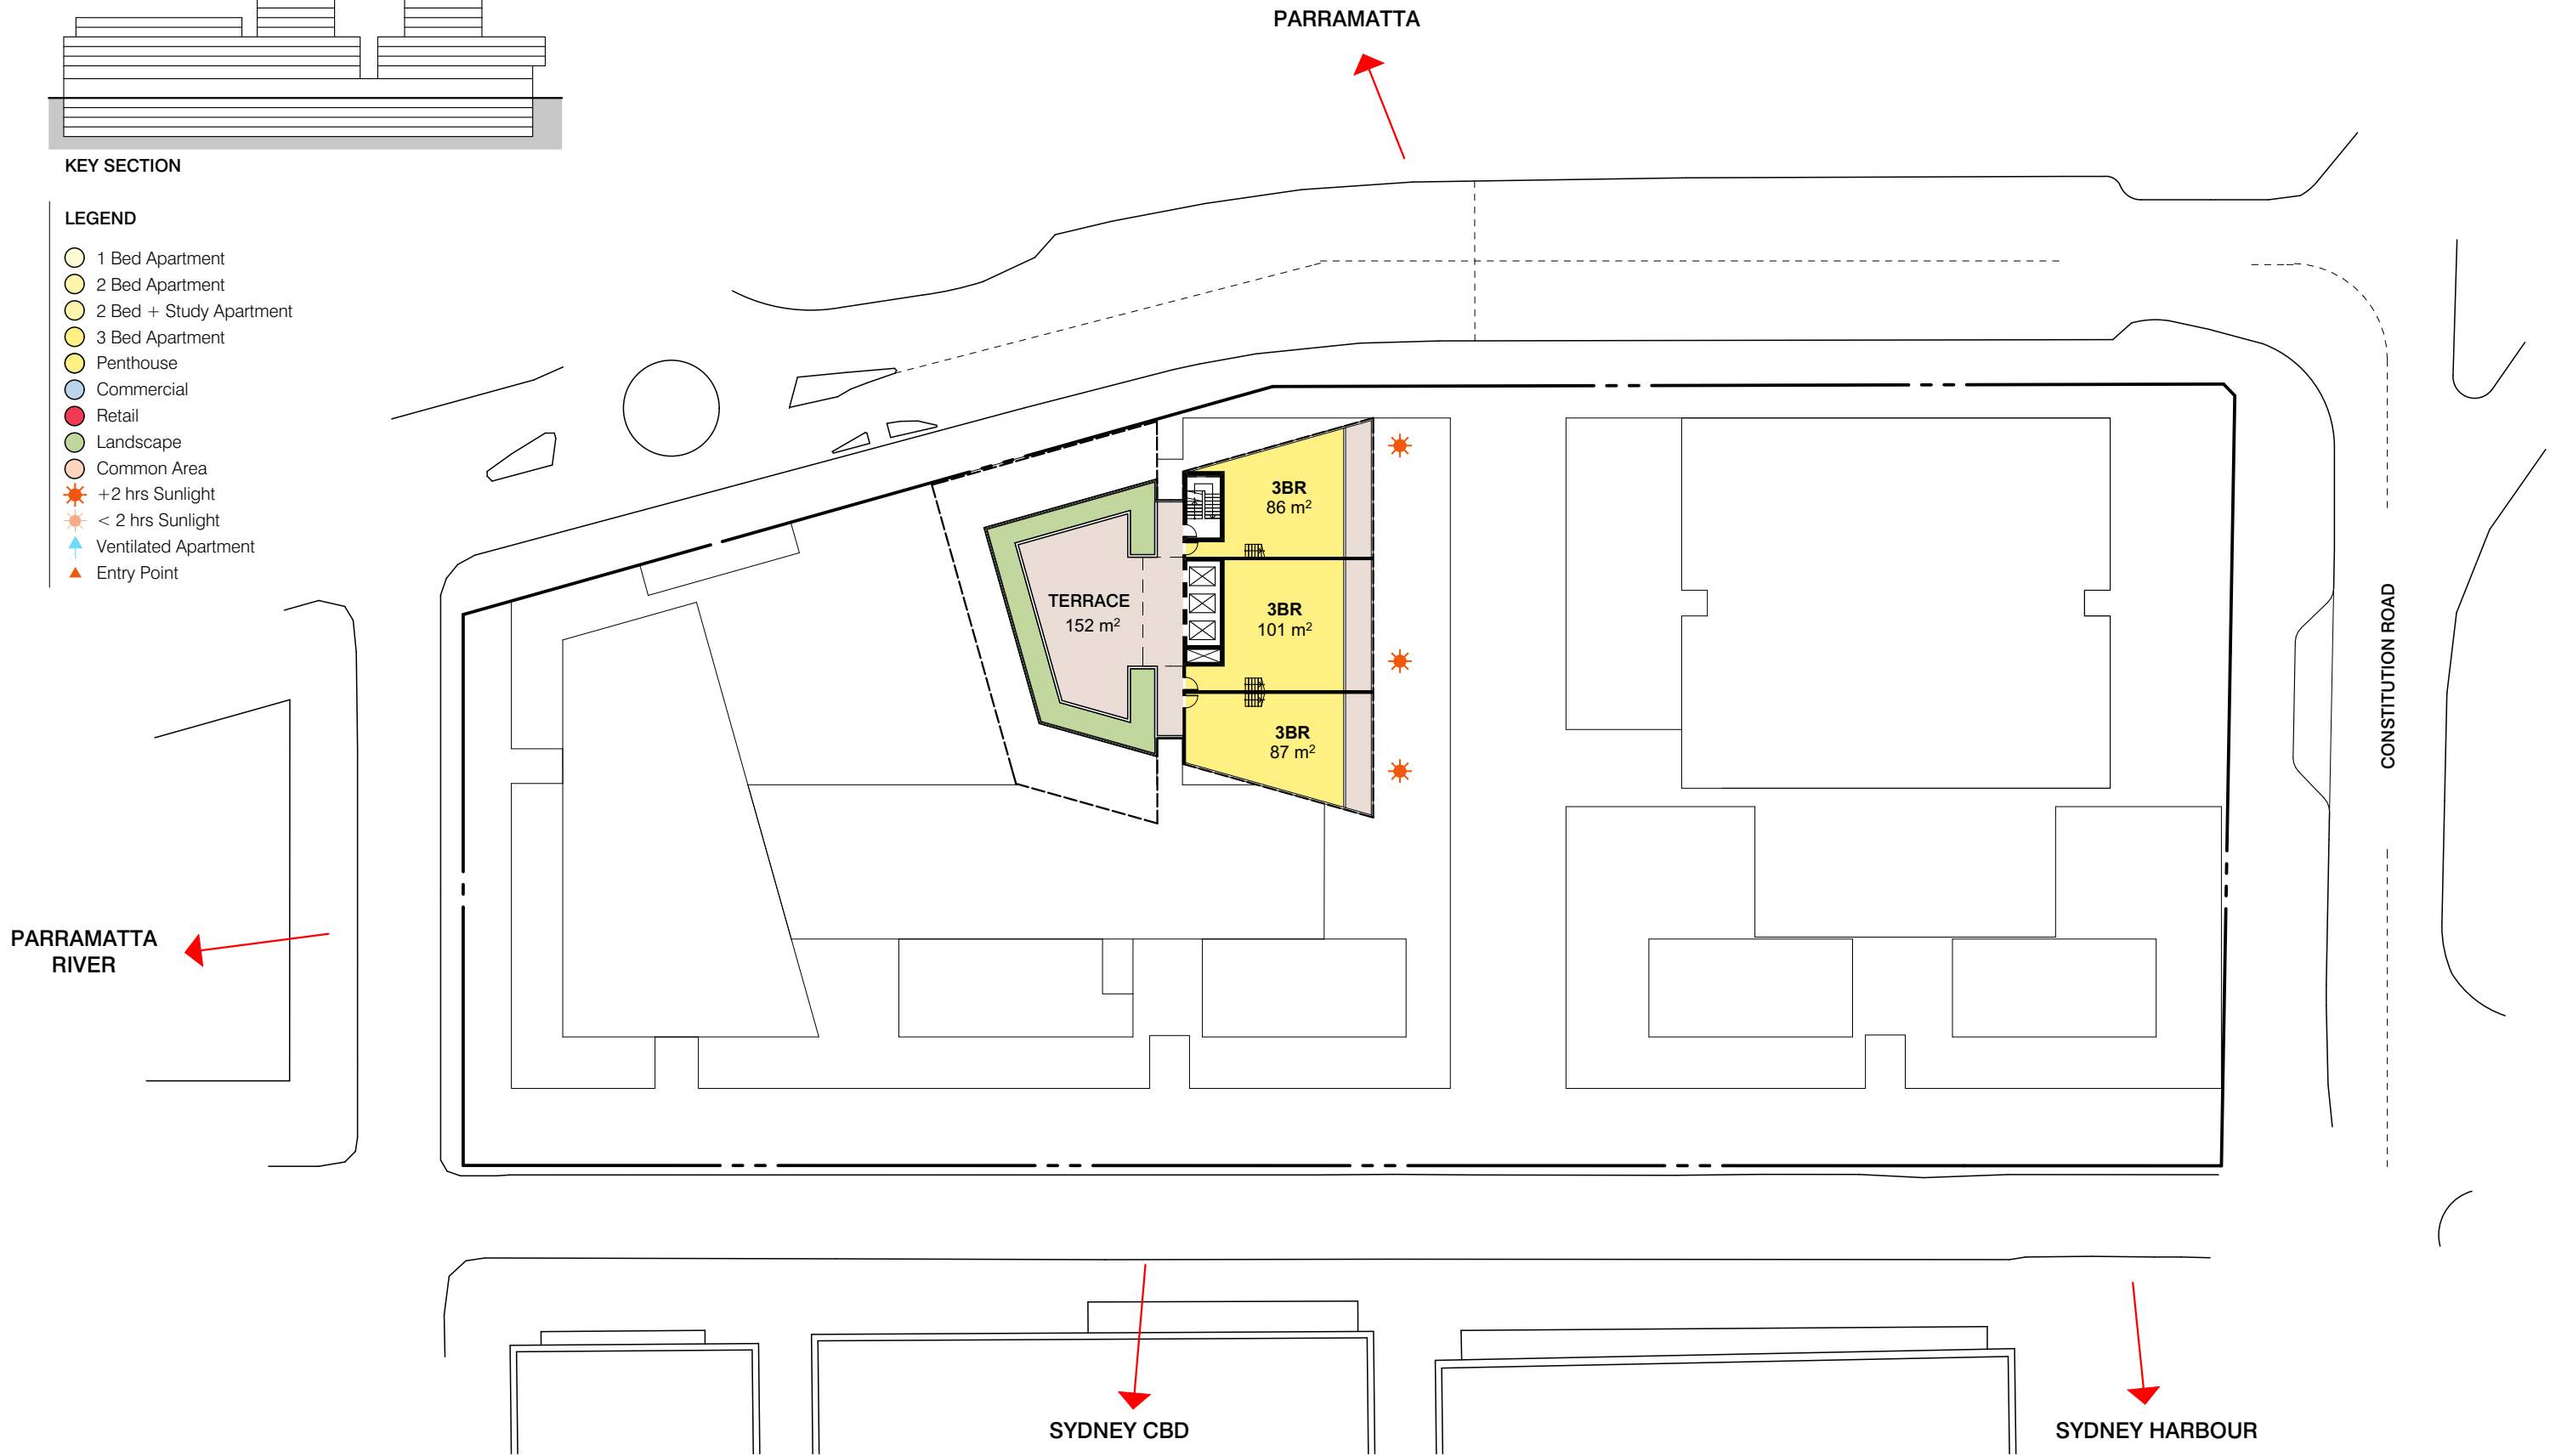 PARRAMATTA
KEY SECTION
LEGEND
1 Bed Apartment
2 Bed Apartment
2 Bed + Study Apartment
3 Bed Apartment
Penthouse
Commercial
Retail
Landscape
Common Area
+2 hrs Sunlight
< 2 hrs Sunlight
Ventilated Apartment
Entry Point
3BR
86 m²
TERRACE
152 m²
3BR
101 m²
3BR
87 m²
CONSTITUTION ROAD
PARRAMATTA
RIVER
SYDNEY CBD
SYDNEY HARBOUR